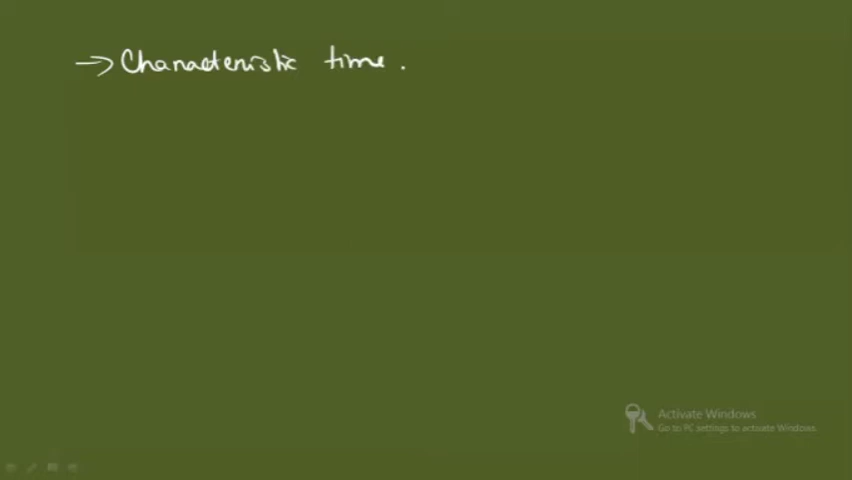 → Characteristic time.
Activate Windows
Go to PC settings to activate Windows.